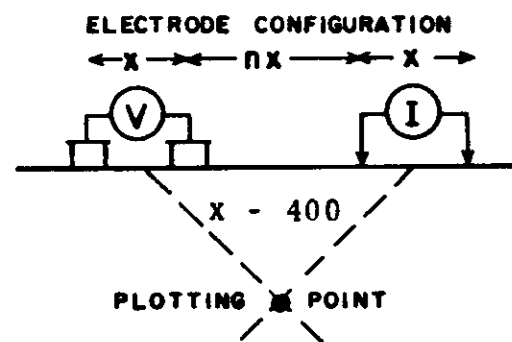 ELECTRODE CONFIGURATION
x nx x
V I
x - 400
PLOTTING POINT